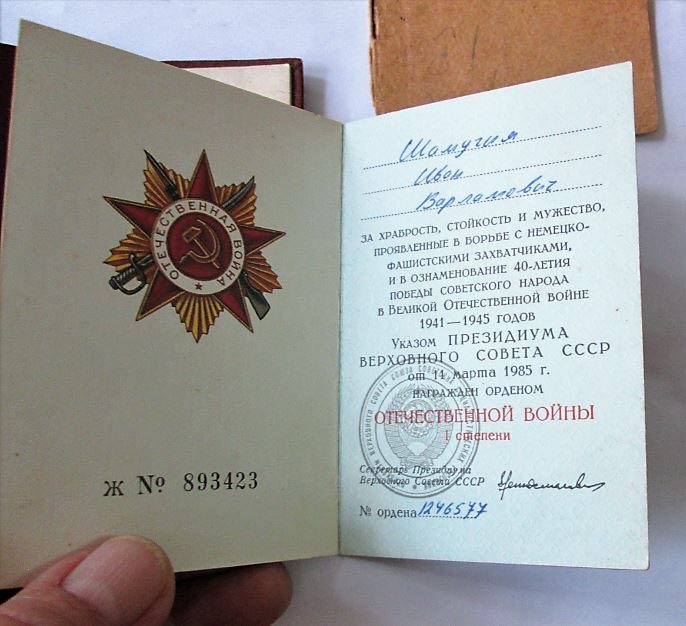 ОТЕЧЕСТВЕННАЯ ВОЙНА
Ж № 893423
Шамугия
Иван
Варламович
ЗА ХРАБРОСТЬ, СТОЙКОСТЬ И МУЖЕСТВО,
ПРОЯВЛЕННЫЕ В БОРЬБЕ С НЕМЕЦКО-
ФАШИСТСКИМИ ЗАХВАТЧИКАМИ,
И В ОЗНАМЕНОВАНИЕ 40-ЛЕТИЯ
ПОБЕДЫ СОВЕТСКОГО НАРОДА
В ВЕЛИКОЙ ОТЕЧЕСТВЕННОЙ ВОЙНЕ
1941—1945 ГОДОВ
УКАЗОМ ПРЕЗИДИУМА
ВЕРХОВНОГО СОВЕТА СССР
от 11 марта 1985 г.
НАГРАЖДЕН ОРДЕНОМ
ОТЕЧЕСТВЕННОЙ ВОЙНЫ
I СТЕПЕНИ
Секретарь Президиума
Верховного Совета СССР
№ ордена 1246577